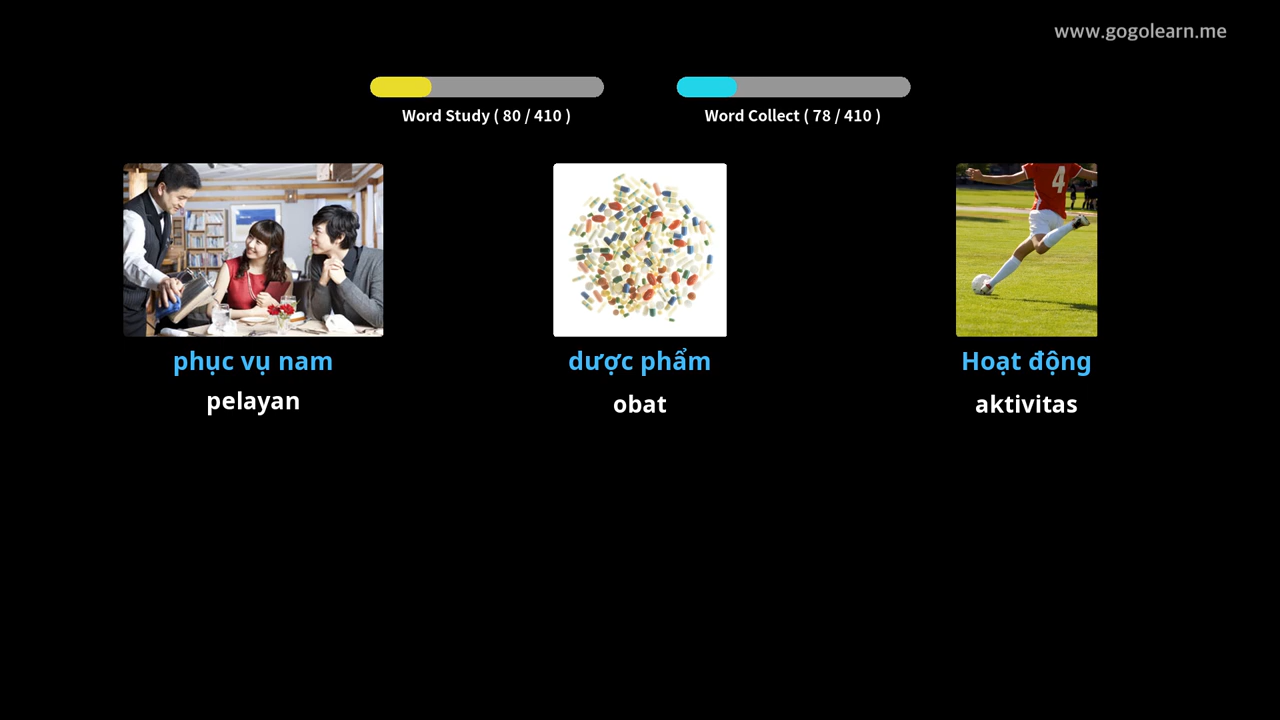 www.gogolearn.me
Word Study ( 80 / 410 )
Word Collect ( 78 / 410 )
4
phục vụ nam
dược phẩm
Hoạt động
pelayan
obat
aktivitas